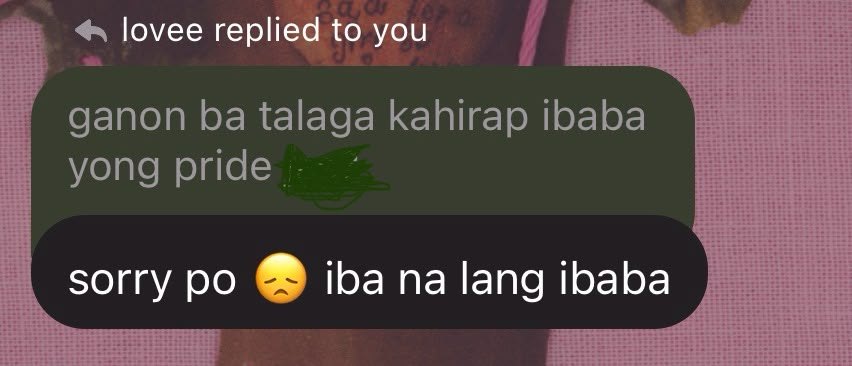 lovee replied to you
ganon ba talaga kahirap ibaba
yong pride
sorry po 😞 iba na lang ibaba